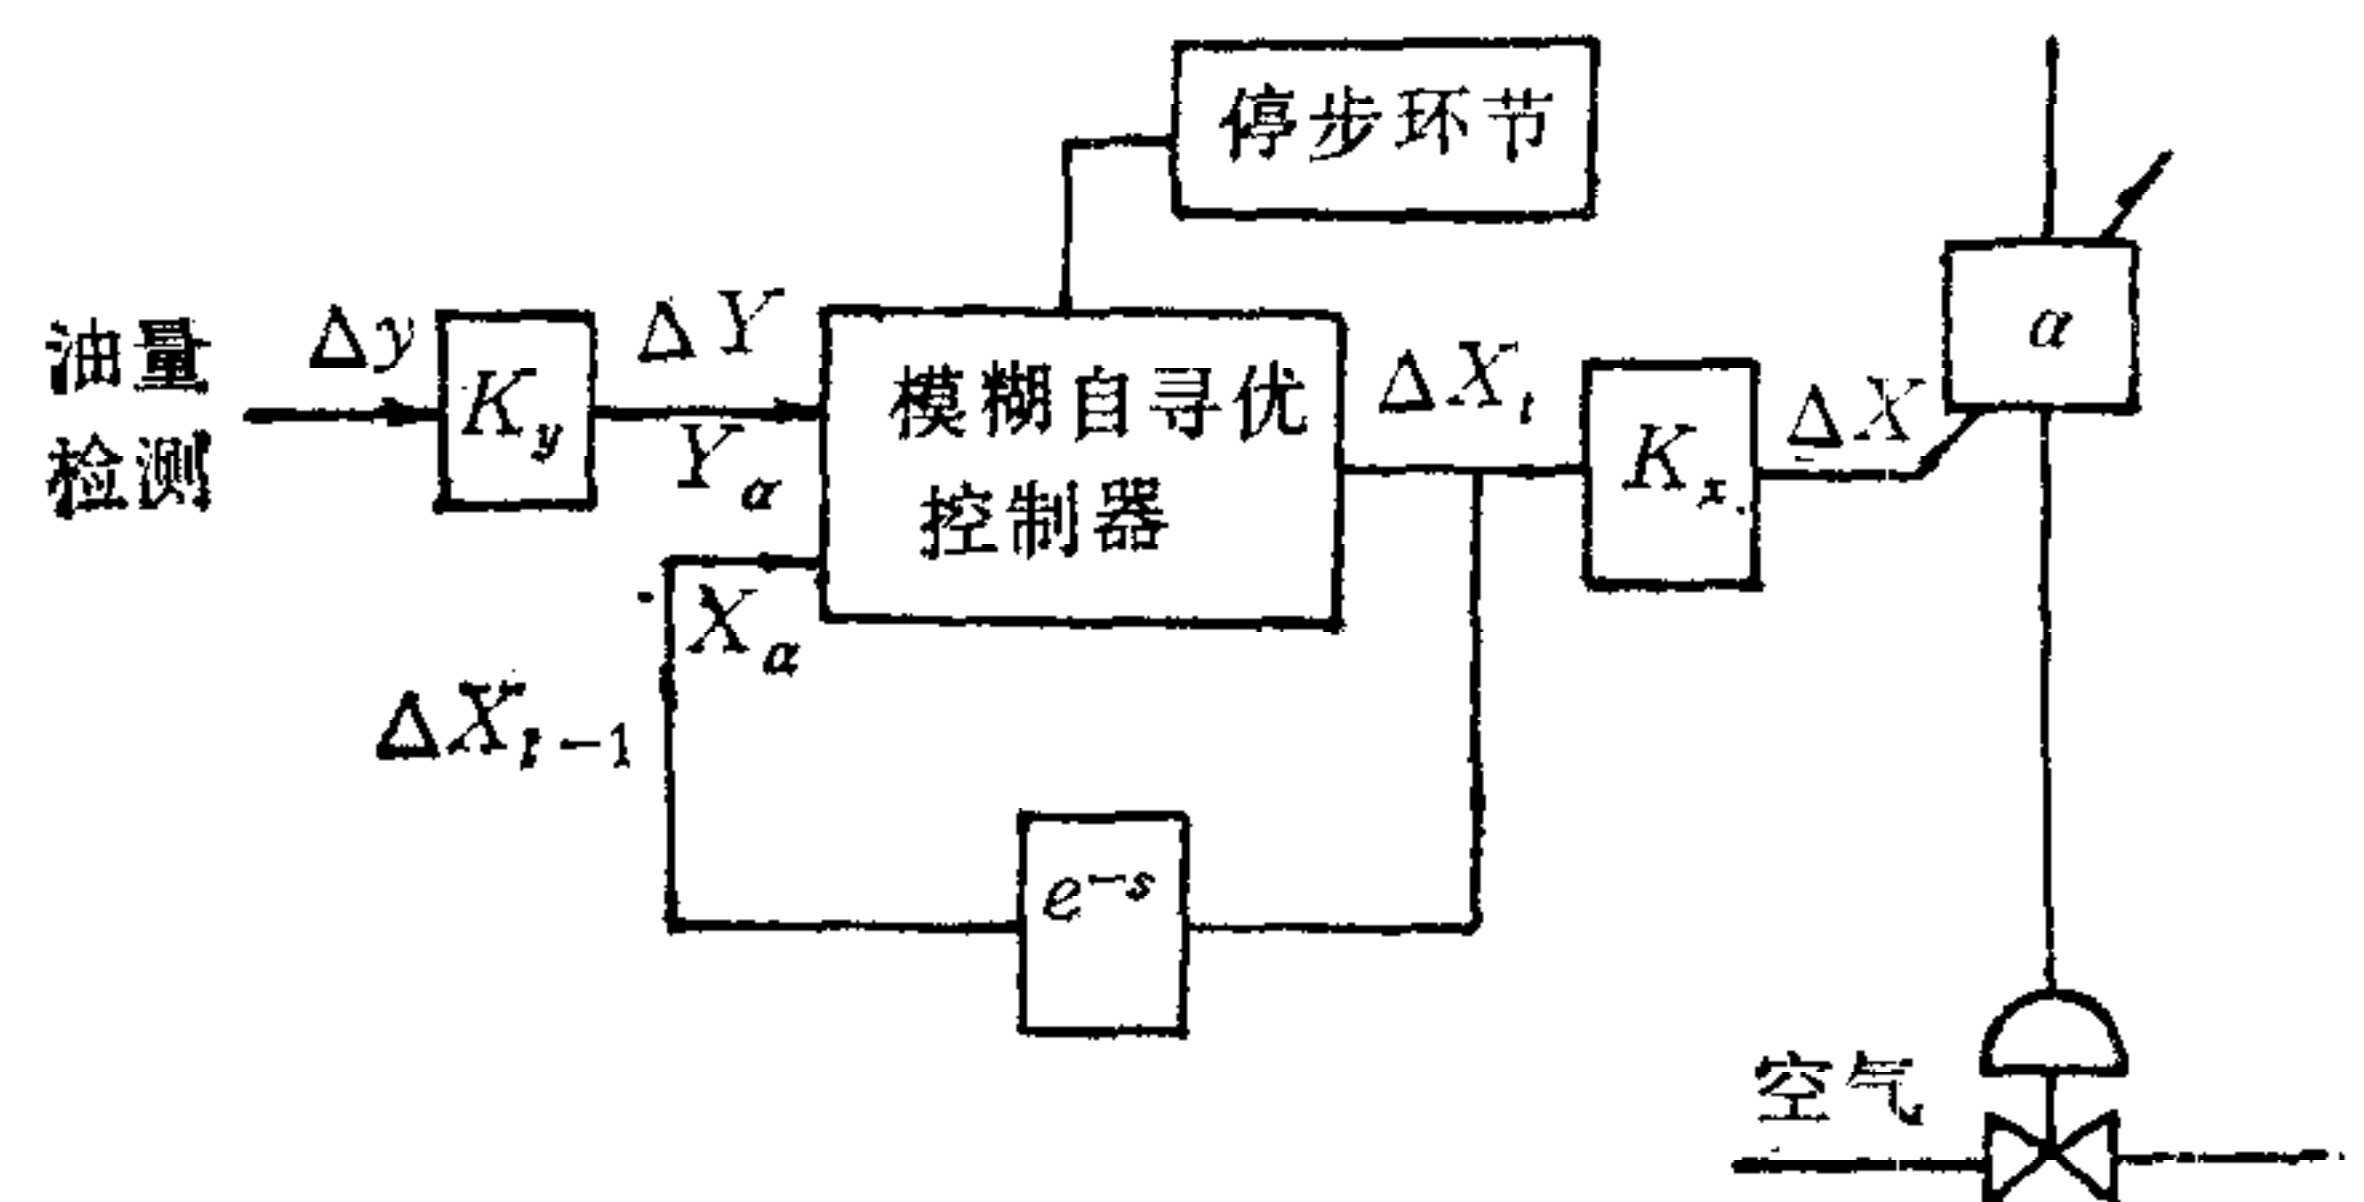 停步环节
油量
检测
Δy
K_y
ΔY
Y_α
模糊自寻优
控制器
ΔX_t
K_x
ΔX
α
X_α
ΔX_{t-1}
e^{-s}
空气